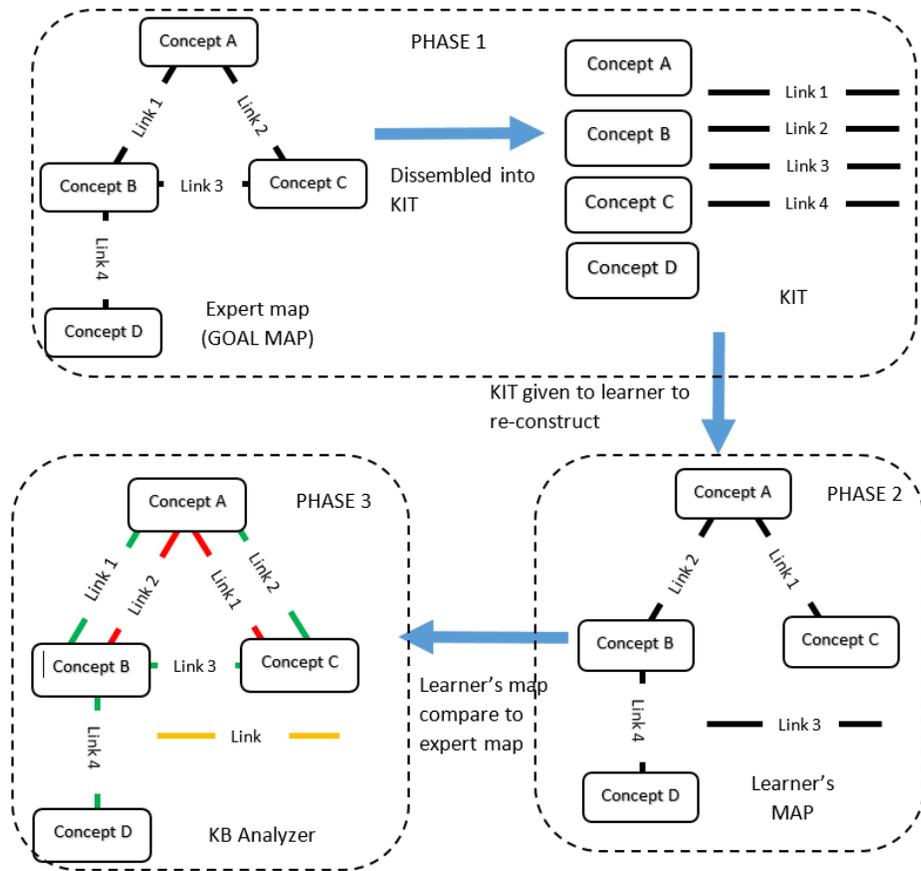 PHASE 1
Concept A
Link 1
Link 2
Concept B
Link 3
Concept C
Link 4
Concept D
Expert map
(GOAL MAP)
Dissembled into
KIT
Concept A
Concept B
Concept C
Concept D
Link 1
Link 2
Link 3
Link 4
KIT
KIT given to learner to
re-construct
PHASE 2
Concept A
Link 2
Link 1
Concept B
Concept C
Link 4
Link 3
Concept D
Learner's
MAP
Learner's map
compare to
expert map
PHASE 3
Concept A
Link 1
Link 2
Link 1
Link 2
Concept B
Link 3
Concept C
Link 4
Link
Concept D
KB Analyzer